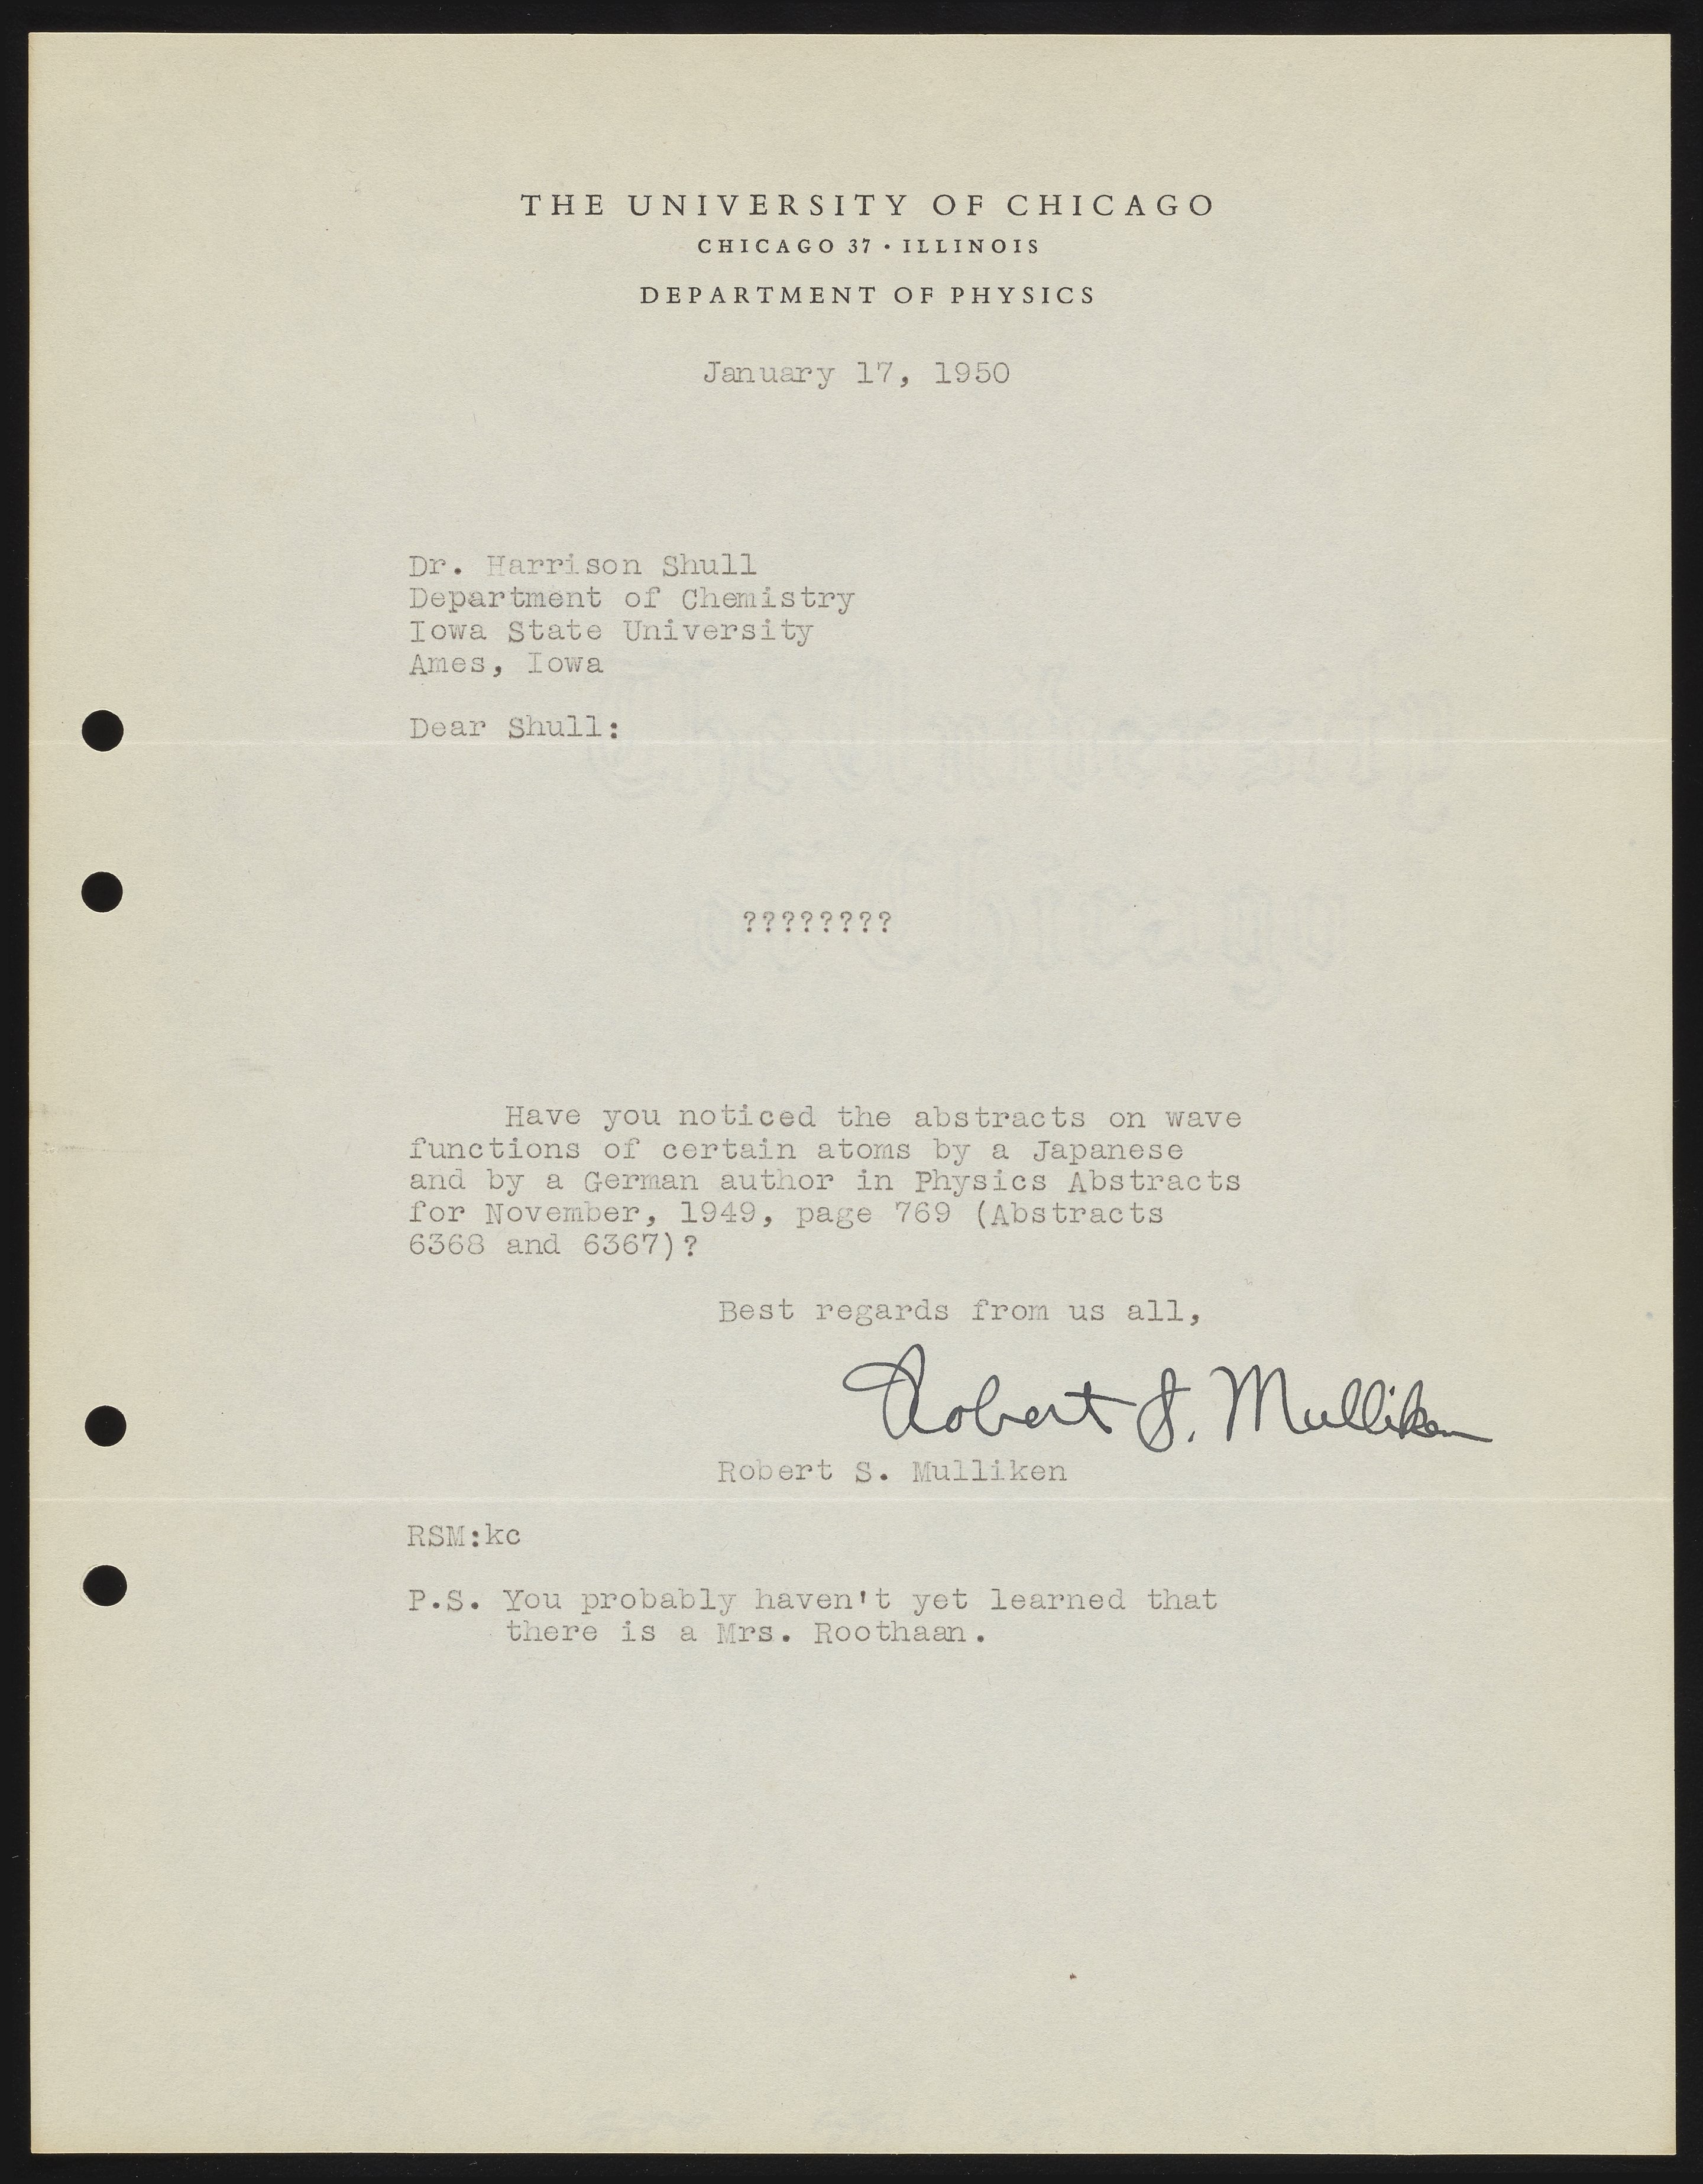 THE UNIVERSITY OF CHICAGO
CHICAGO 37 · ILLINOIS
DEPARTMENT OF PHYSICS
January 17, 1950
Dr. Harrison Shull
Department of Chemistry
Iowa State University
Ames, Iowa
Dear Shull:
????????
Have you noticed the abstracts on wave
functions of certain atoms by a Japanese
and by a German author in Physics Abstracts
for November, 1949, page 769 (Abstracts
6368 and 6367)?
Best regards from us all,
Robert S. Mulliken
Robert S. Mulliken
RSM:kc
P.S. You probably haven't yet learned that
there is a Mrs. Roothaan.